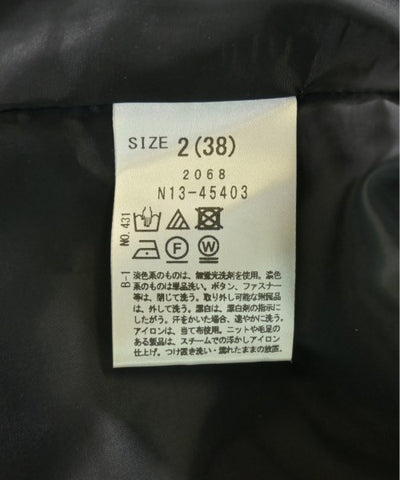 SIZE 2(38)
2068
N13-45403
NO.431
F W
B-1
淡色系のものは、無蛍光洗剤を使用。濃色
系のものは単品洗い。ボタン、ファスナー
等は、閉じて洗う。取り外し可能な附属品
は、外して洗う。漂白は、漂白剤の指示に
したがう。汗をかいた場合、速やかに洗う。
アイロンは、当て布使用。ニットや毛足の
ある製品は、スチームでの浮かしアイロン
仕上げ。つけ置き洗い・濡れたままの放置、